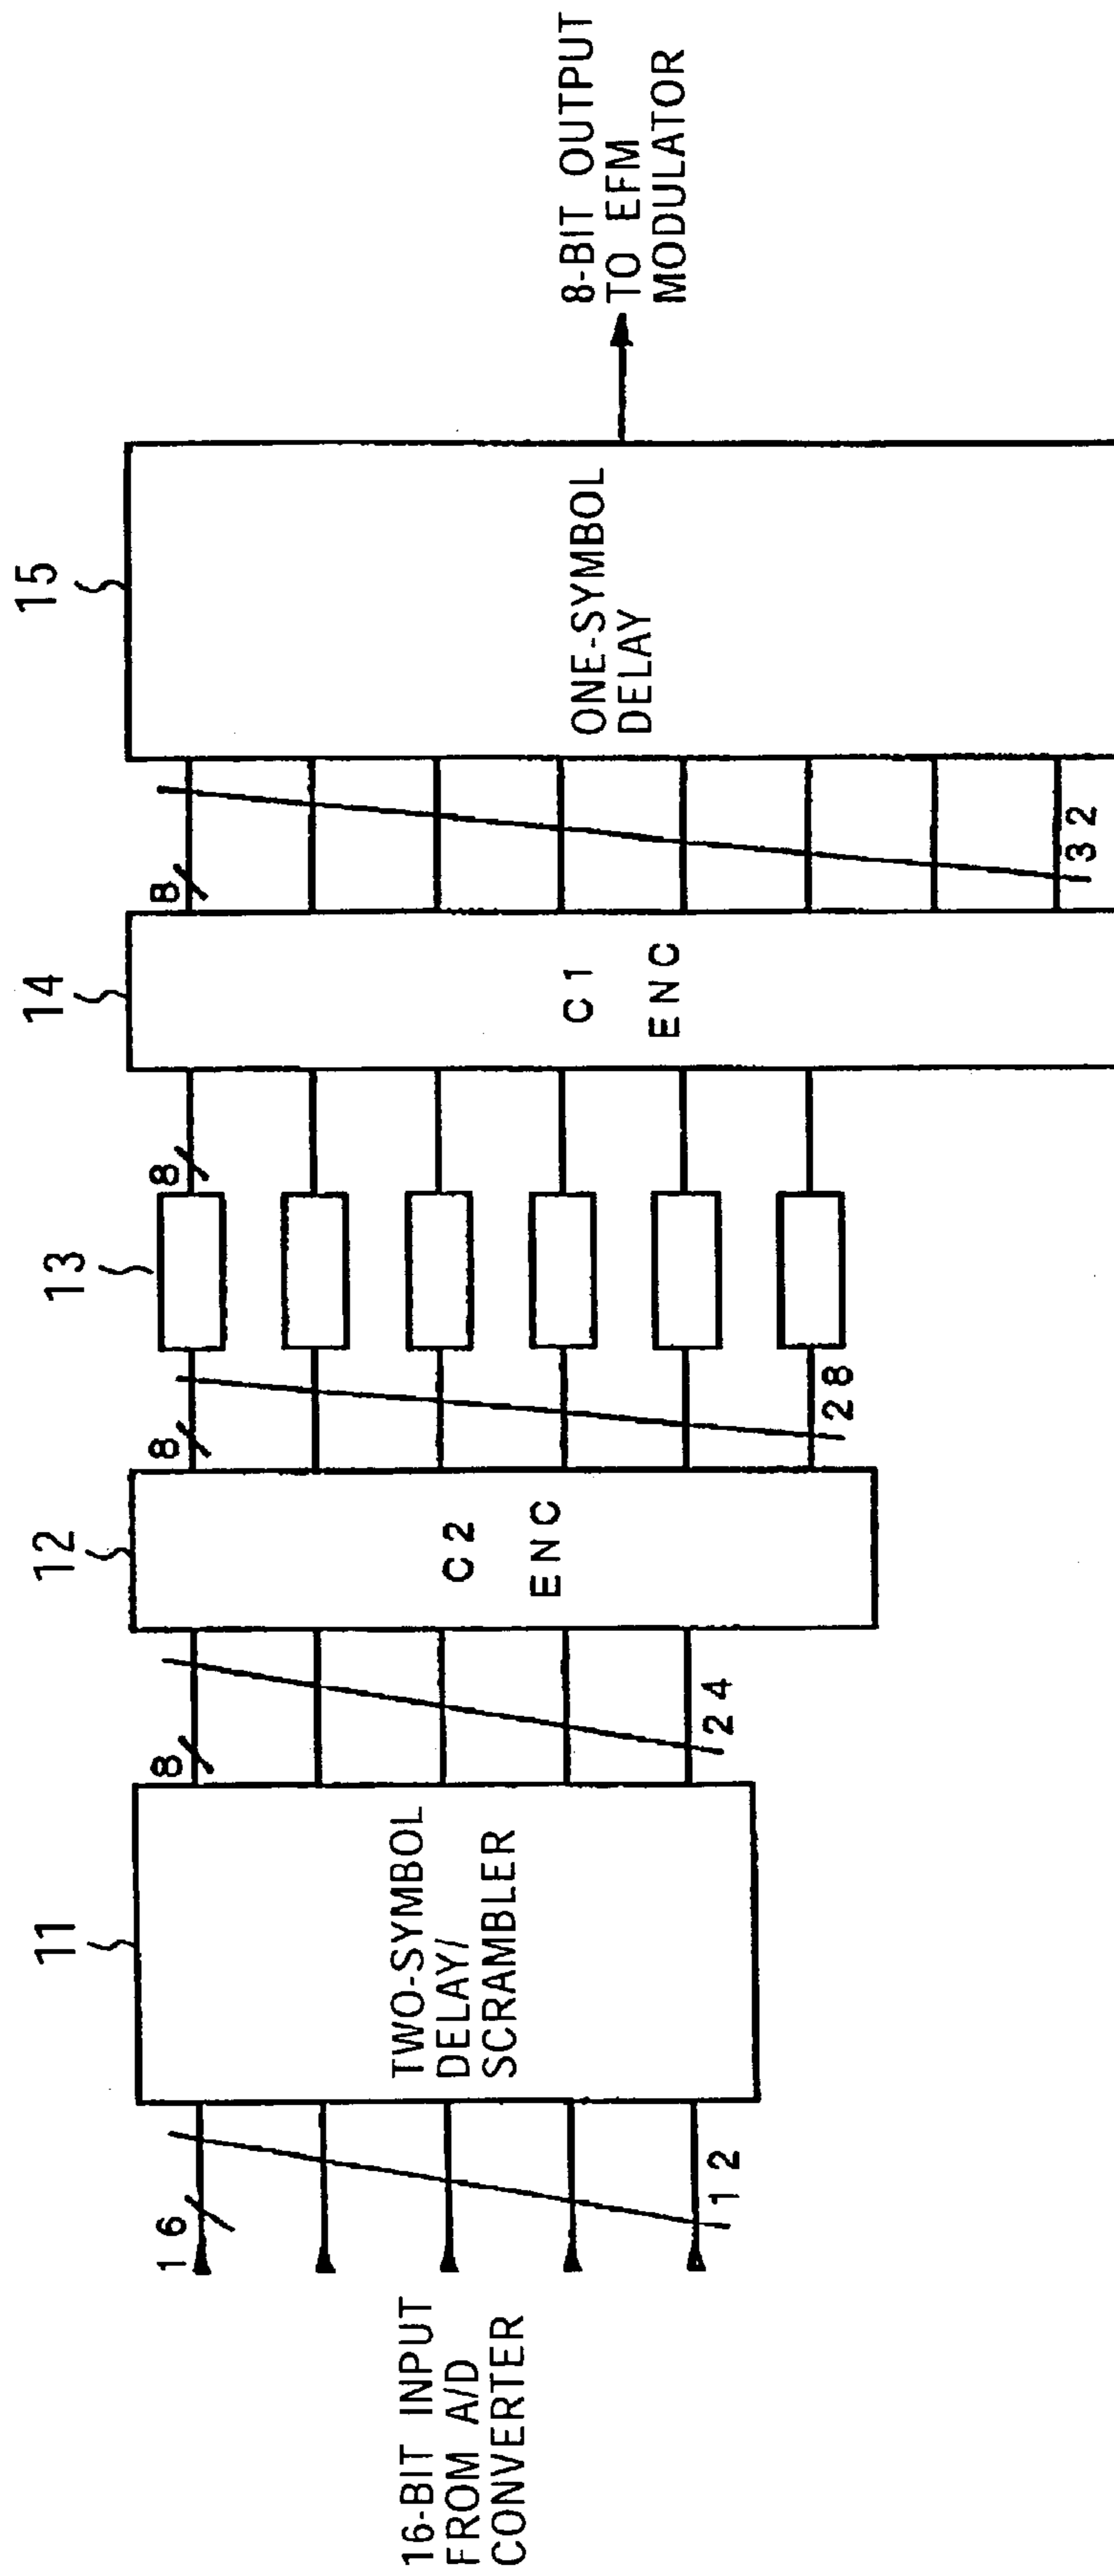 16-BIT INPUT
FROM A/D
CONVERTER
16
12
11
TWO-SYMBOL
DELAY/
SCRAMBLER
8
24
12
C2
ENC
8
28
13
8
14
C1
ENC
8
32
15
ONE-SYMBOL
DELAY
8-BIT OUTPUT
TO EFM
MODULATOR